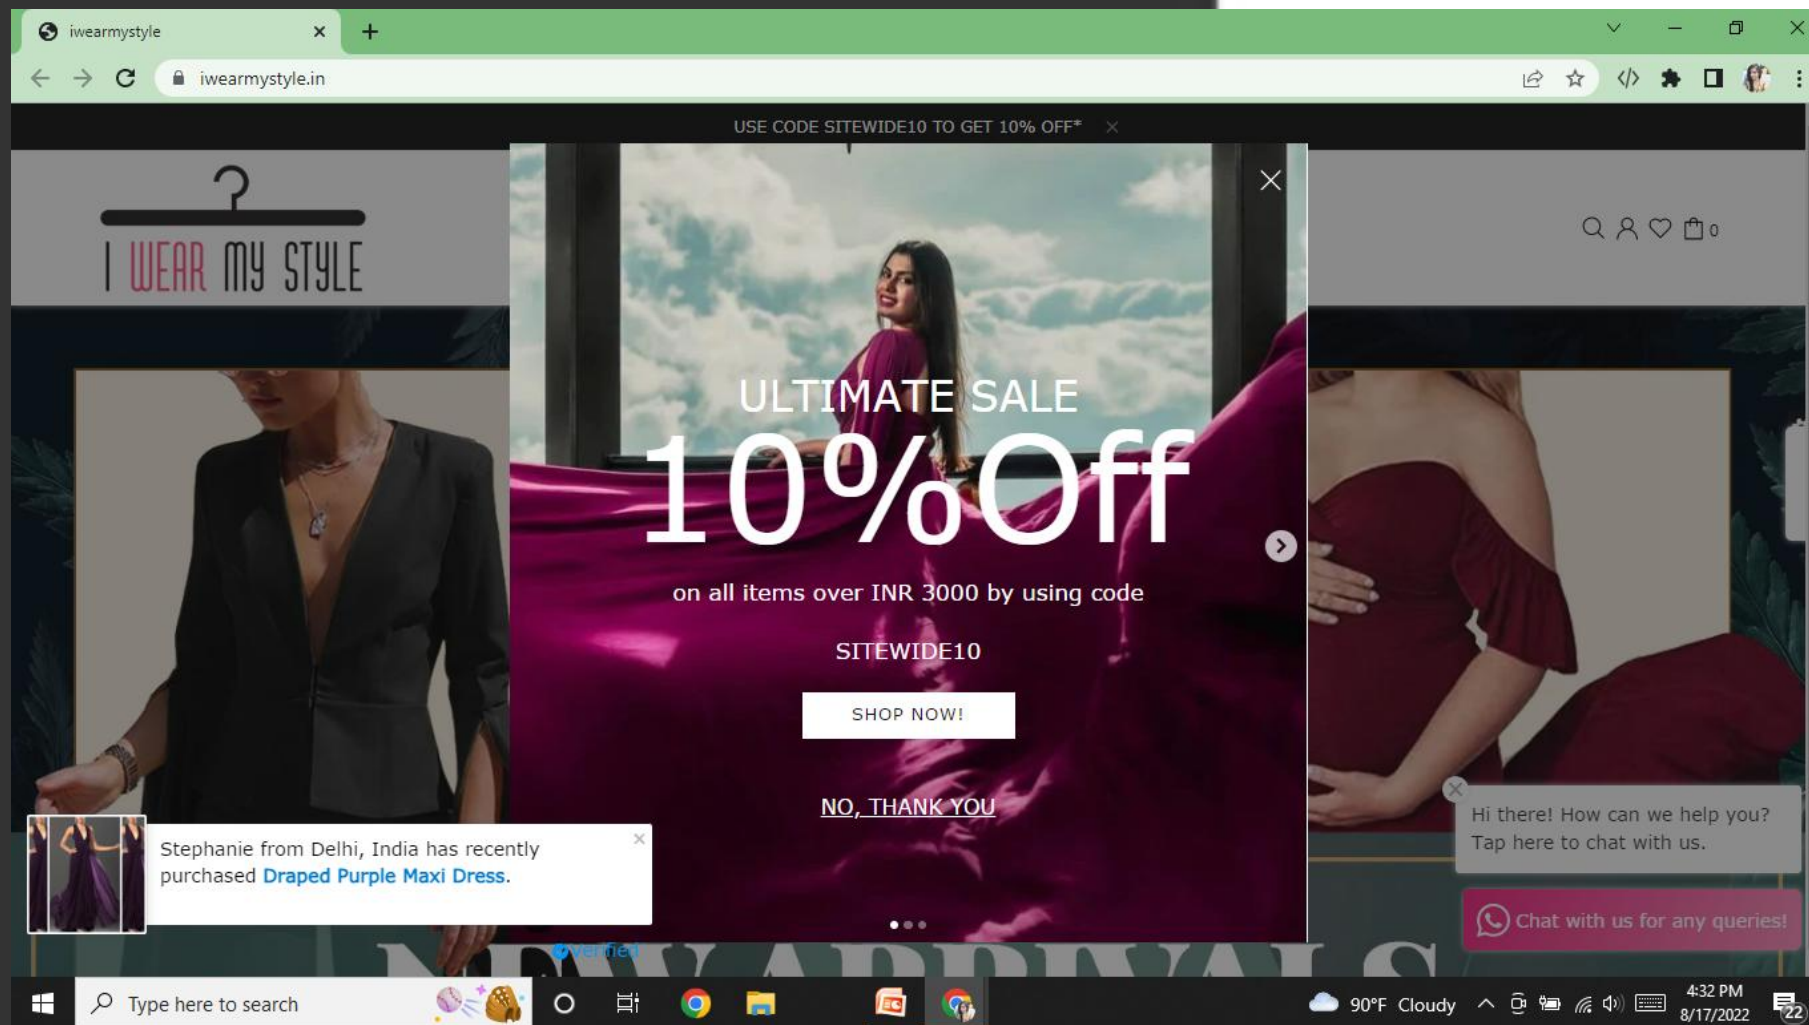 iwearmystyle
iwearmystyle.in
USE CODE SITEWIDE10 TO GET 10% OFF*
I WEAR MY STYLE
0
ULTIMATE SALE
10%Off
on all items over INR 3000 by using code
SITEWIDE10
SHOP NOW!
NO, THANK YOU
Stephanie from Delhi, India has recently
purchased Draped Purple Maxi Dress.
verified
Hi there! How can we help you?
Tap here to chat with us.
Chat with us for any queries!
NEW ARRIVALS
Type here to search
90°F Cloudy
4:32 PM
8/17/2022
22